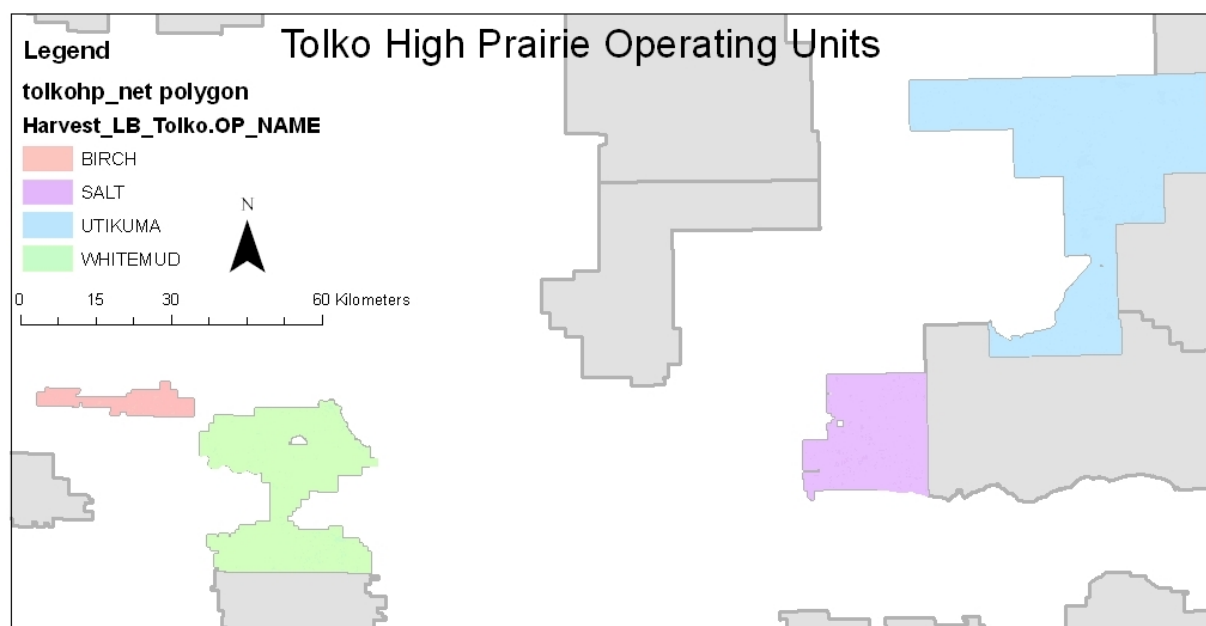 Tolko High Prairie Operating Units
Legend
tolkohp_net polygon
Harvest_LB_Tolko.OP_NAME
BIRCH
SALT
UTIKUMA
WHITEMUD
N
0 15 30 60 Kilometers